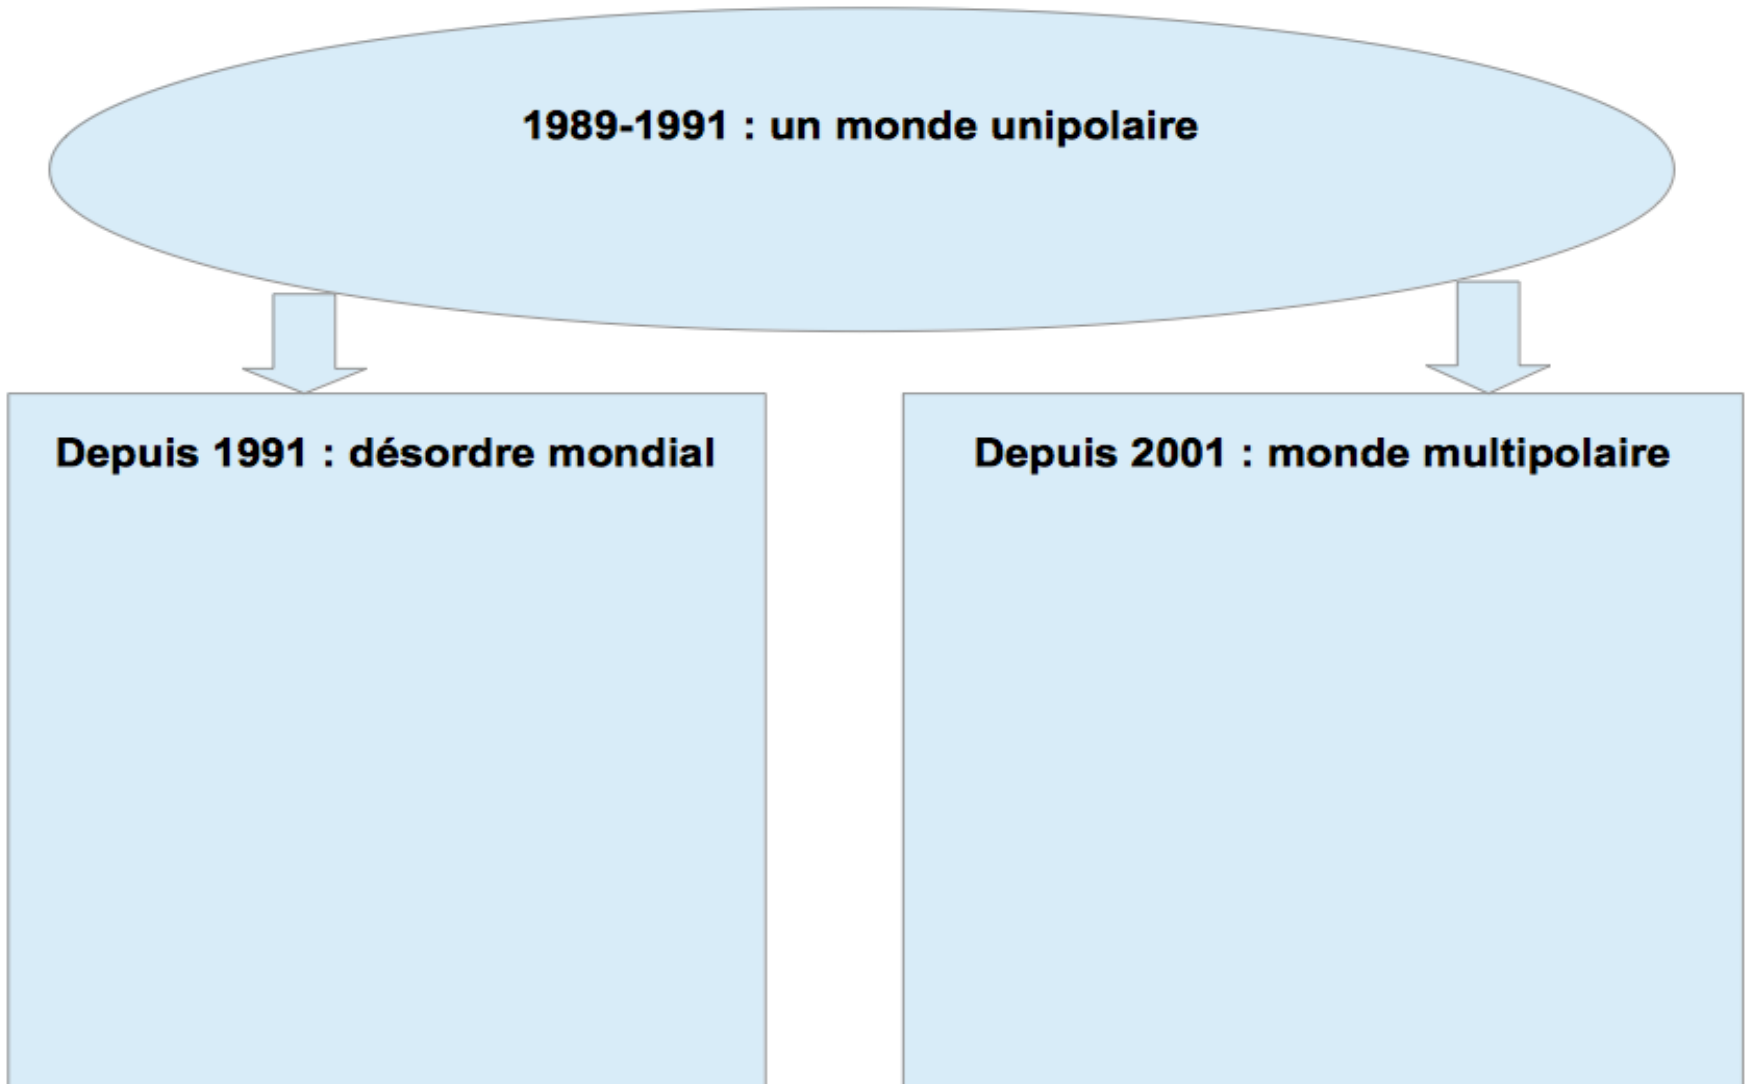 1989-1991 : un monde unipolaire
Depuis 1991 : désordre mondial
Depuis 2001 : monde multipolaire